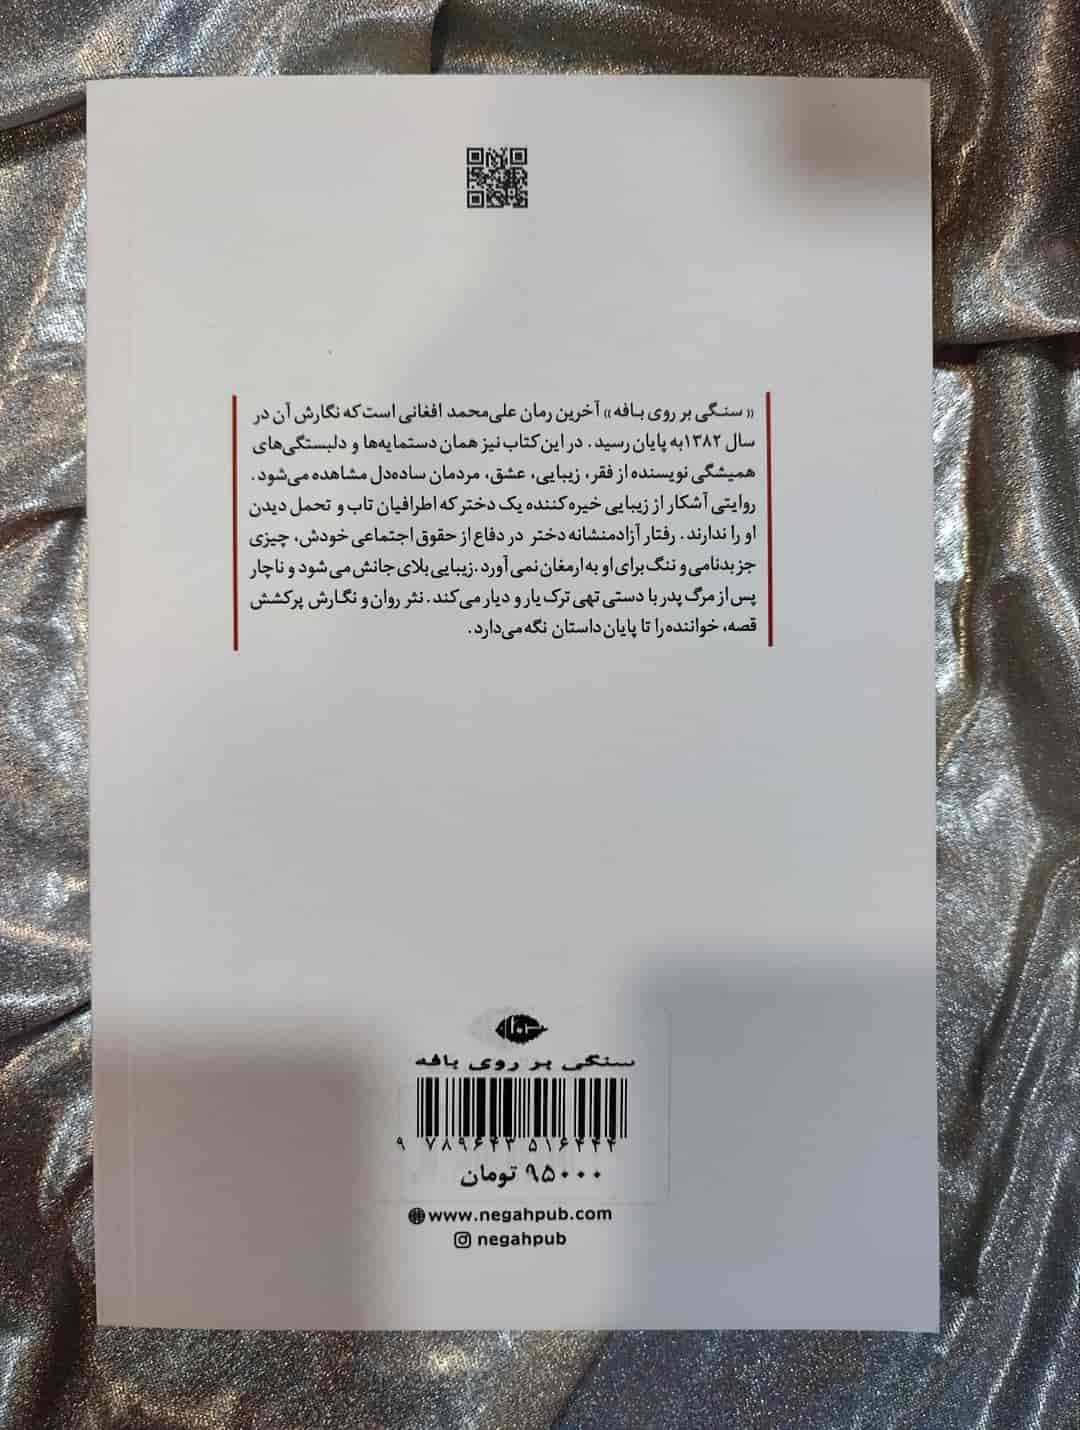 «سنگی بر روی بافه» آخرین رمان علی‌محمد افغانی است که نگارش آن در
سال ۱۳۸۲به پایان رسید. در این کتاب نیز همان دستمایه‌ها و دلبستگی‌های
همیشگی نویسنده از فقر، زیبایی، عشق، مردمان ساده‌دل مشاهده می‌شود.
روایتی آشکار از زیبایی خیره‌کننده یک دختر که اطرافیان تاب و تحمل دیدن
او را ندارند. رفتار آزادمنشانه دختر در دفاع از حقوق اجتماعی خودش، چیزی
جز بدنامی و ننگ برای او به ارمغان نمی‌آورد.زیبایی بلای جانش می‌شود و ناچار
پس از مرگ پدر با دستی تهی ترک یار و دیار می‌کند. نثر روان و نگارش پرکشش
قصه، خواننده را تا پایان داستان نگه می‌دارد.
سنگی بر روی بافه
۹ ۷۸۹۶۴۳ ۵۱۶۴۴۴
۹۵۰۰۰ تومان
www.negahpub.com
negahpub